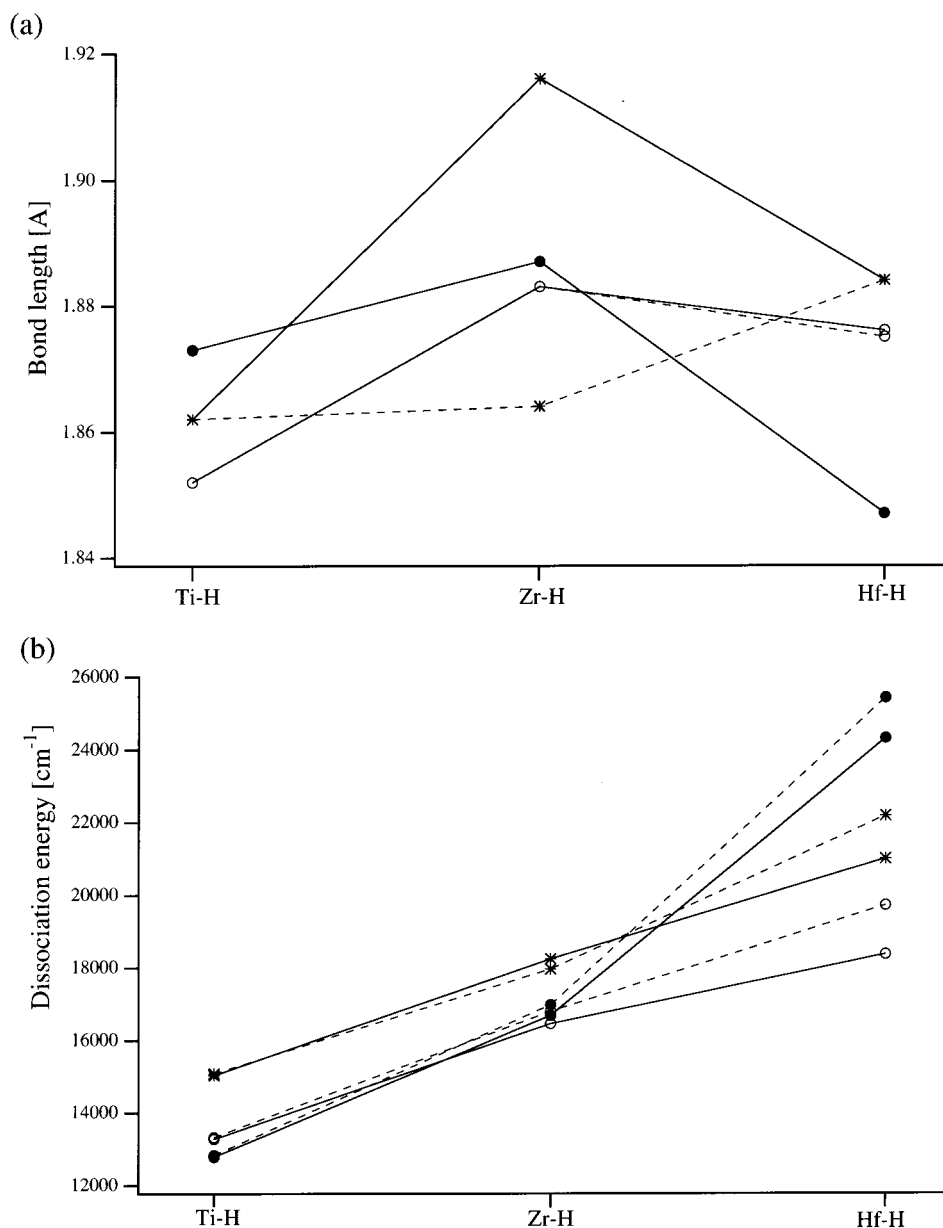 (a)
1.92
1.90
1.88
1.86
1.84
Bond length [A]
Ti-H
Zr-H
Hf-H
(b)
26000
24000
22000
20000
18000
16000
14000
12000
Dissociation energy [cm⁻¹]
Ti-H
Zr-H
Hf-H